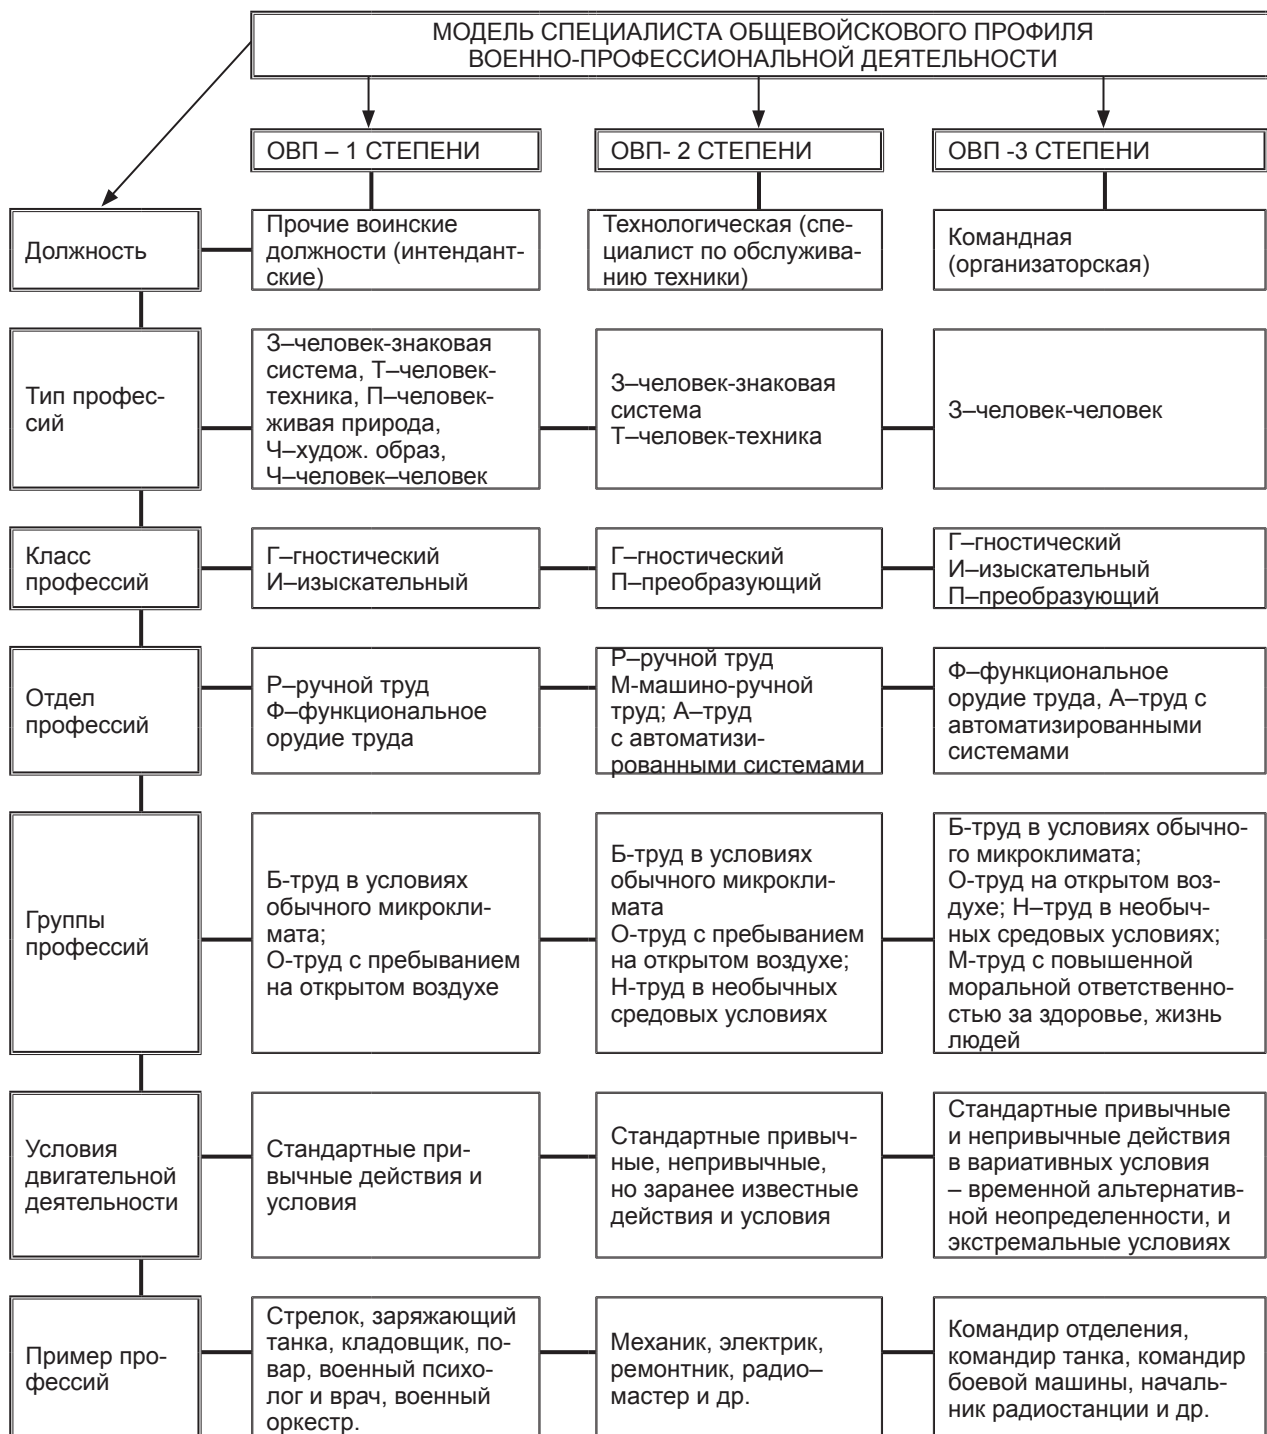 МОДЕЛЬ СПЕЦИАЛИСТА ОБЩЕВОЙСКОВОГО ПРОФИЛЯ
ВОЕННО-ПРОФЕССИОНАЛЬНОЙ ДЕЯТЕЛЬНОСТИ
ОВП – 1 СТЕПЕНИ
ОВП- 2 СТЕПЕНИ
ОВП -3 СТЕПЕНИ
Должность
Прочие воинские
должности (интендант-
ские)
Технологическая (спе-
циалист по обслужива-
нию техники)
Командная
(организаторская)
Тип профес-
сий
З–человек-знаковая
система, Т–человек-
техника, П–человек-
живая природа,
Ч–худож. образ,
Ч–человек–человек
З–человек-знаковая
система
Т–человек-техника
З–человек-человек
Класс
профессий
Г–гностический
И–изыскательный
Г–гностический
П–преобразующий
Г–гностический
И–изыскательный
П–преобразующий
Отдел
профессий
Р–ручной труд
Ф–функциональное
орудие труда
Р–ручной труд
М-машино-ручной
труд; А–труд
с автоматизи-
рованными системами
Ф–функциональное
орудие труда, А–труд с
автоматизированными
системами
Группы
профессий
Б-труд в условиях
обычного микрокли-
мата;
О-труд с пребыванием
на открытом воздухе
Б-труд в условиях
обычного микрокли-
мата
О-труд с пребыванием
на открытом воздухе;
Н-труд в необычных
средовых условиях
Б-труд в условиях обычно-
го микроклимата;
О-труд на открытом воз-
духе; Н–труд в необыч-
ных средовых условиях;
М-труд с повышенной
моральной ответственно-
стью за здоровье, жизнь
людей
Условия
двигательной
деятельности
Стандартные при-
вычные действия и
условия
Стандартные привыч-
ные, непривычные,
но заранее известные
действия и условия
Стандартные привычные
и непривычные действия
в вариативных условия
– временной альтернатив-
ной неопределенности, и
экстремальные условиях
Пример про-
фессий
Стрелок, заряжающий
танка, кладовщик, по-
вар, военный психо-
лог и врач, военный
оркестр.
Механик, электрик,
ремонтник, радио–
мастер и др.
Командир отделения,
командир танка, командир
боевой машины, началь-
ник радиостанции и др.